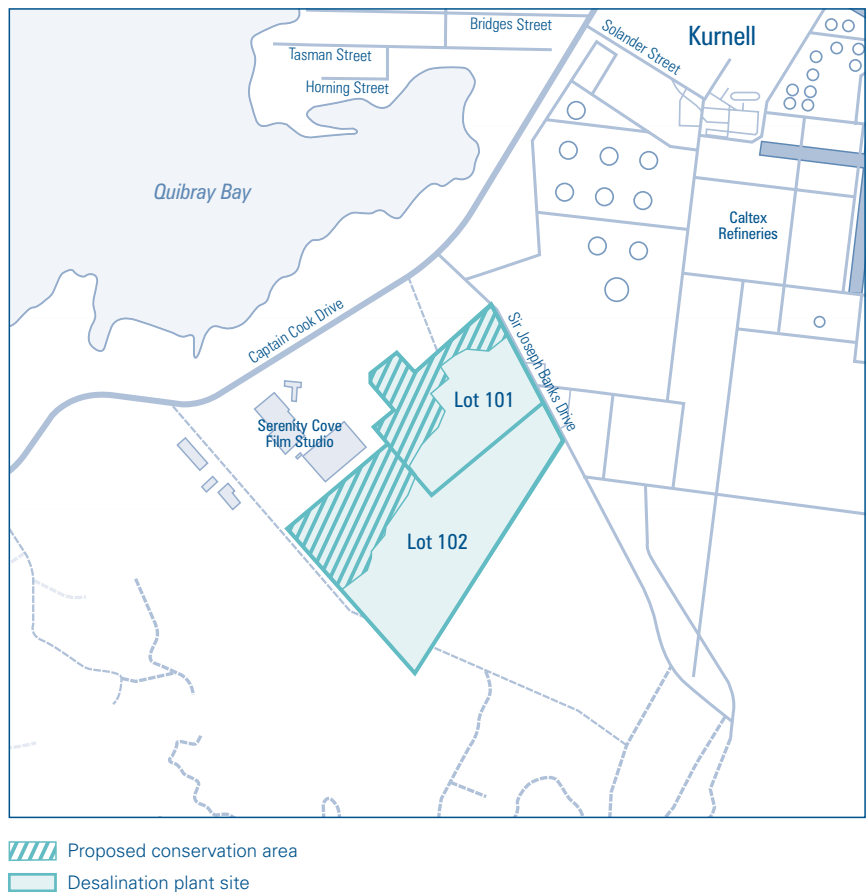 Bridges Street
Solander Street
Kurnell
Tasman Street
Horning Street
Quibray Bay
Caltex
Refineries
Captain Cook Drive
Sir Joseph Banks Drive
Lot 101
Serenity Cove
Film Studio
Lot 102
Proposed conservation area
Desalination plant site